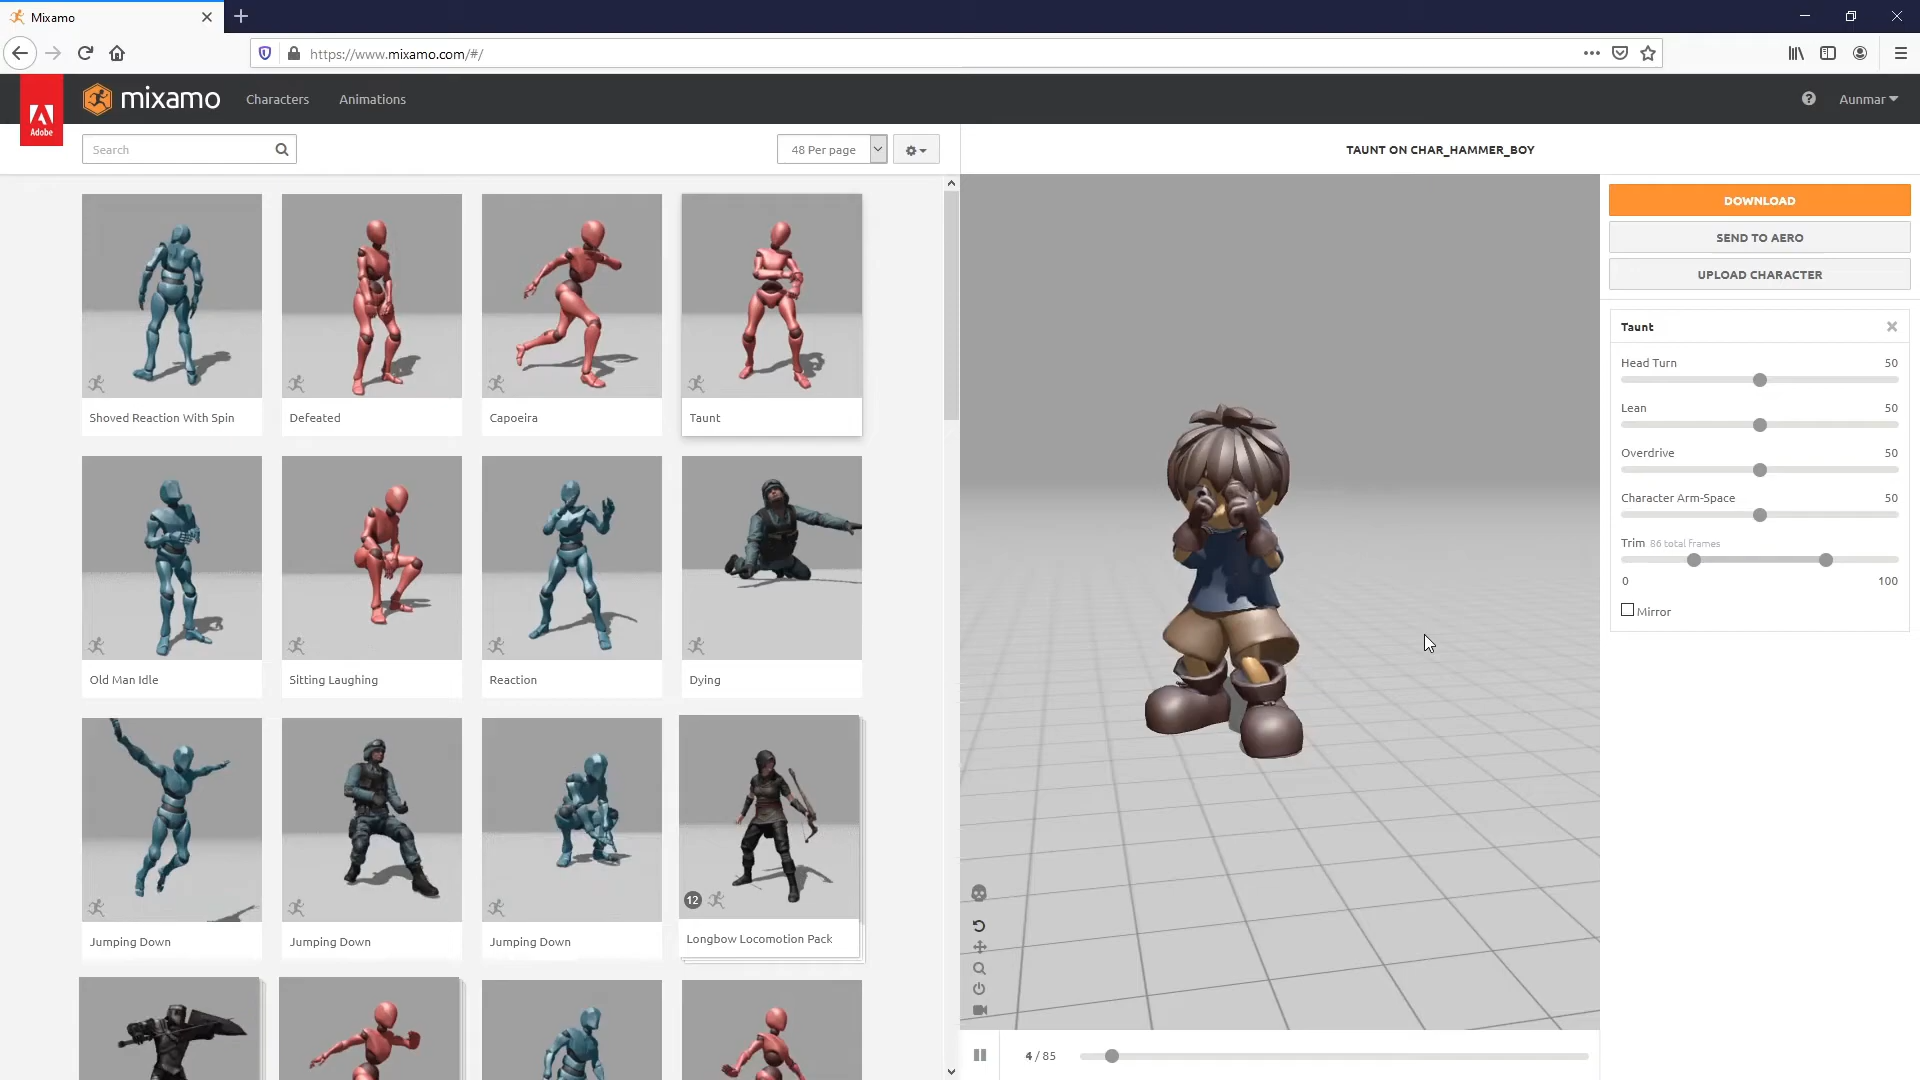 Mixamo
https://www.mixamo.com/#/
Adobe
mixamo
Characters
Animations
Aunmar
Search
48 Per page
TAUNT ON CHAR_HAMMER_BOY
DOWNLOAD
SEND TO AERO
UPLOAD CHARACTER
Shoved Reaction With Spin
Defeated
Capoeira
Taunt
Old Man Idle
Sitting Laughing
Reaction
Dying
Jumping Down
Jumping Down
Jumping Down
12
Longbow Locomotion Pack
Taunt
Head Turn 50
Lean 50
Overdrive 50
Character Arm-Space 50
Trim 86 total frames
0 100
Mirror
4 / 85